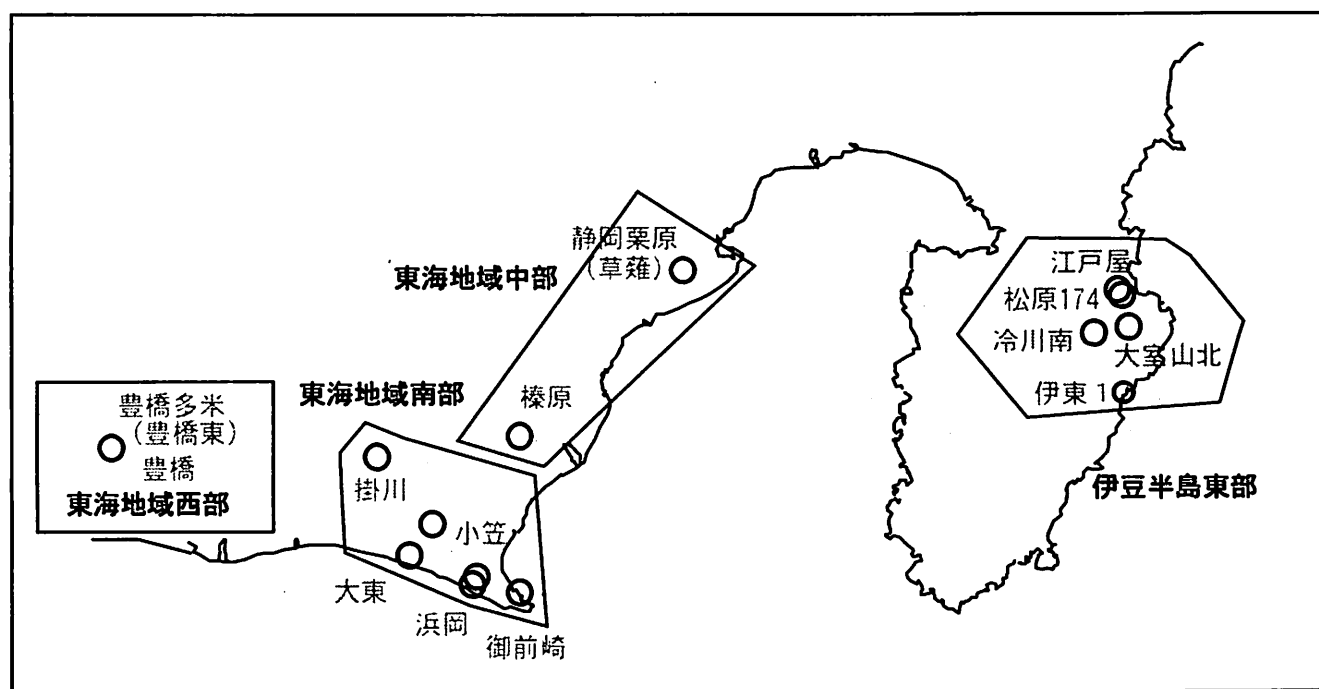 静岡栗原
(草薙)
東海地域中部
榛原
東海地域南部
掛川
小笠
大東
浜岡
御前崎
豊橋多米
(豊橋東)
豊橋
東海地域西部
江戸屋
松原174
冷川南
大室山北
伊東1
伊豆半島東部